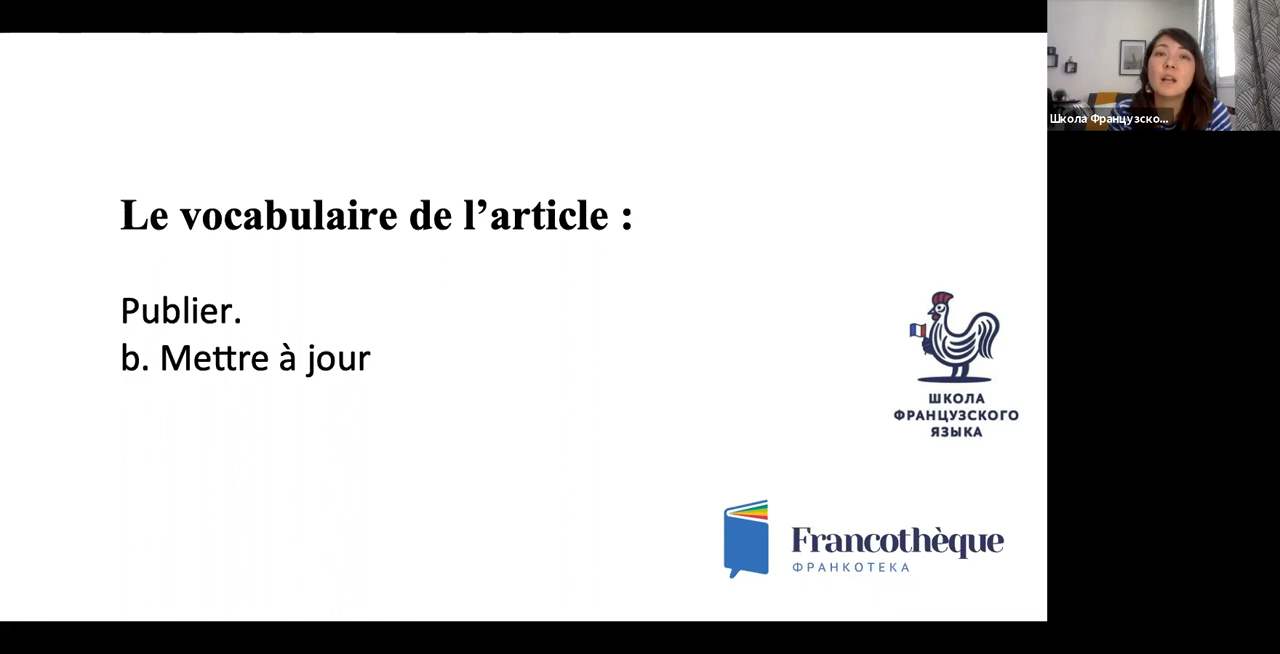 Le vocabulaire de l’article :
Publier.
b. Mettre à jour
ШКОЛА
ФРАНЦУЗСКОГО
ЯЗЫКА
Francothèque
ФРАНКОТЕКА
Школа Французско...